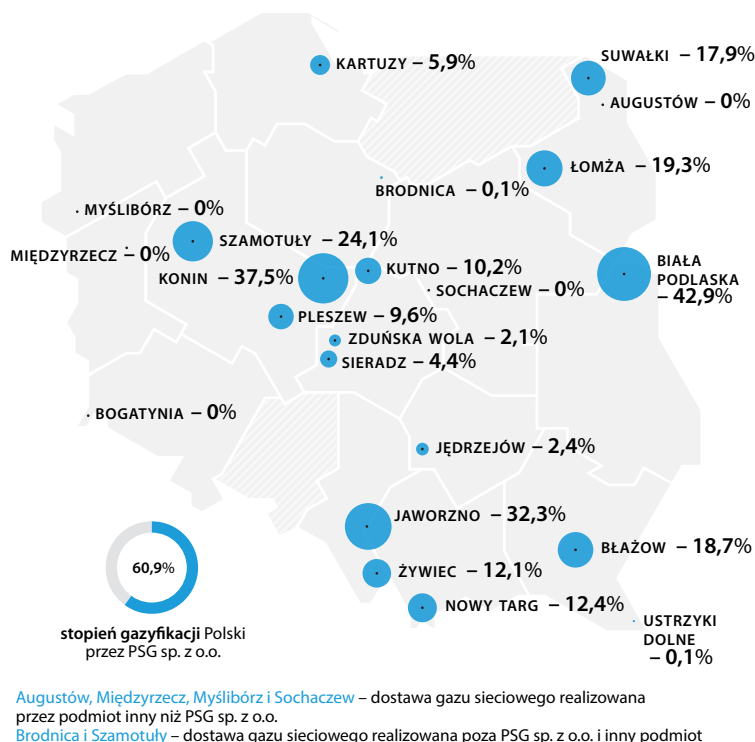 SUWAŁKI – 17,9%
KARTUZY – 5,9%
AUGUSTÓW – 0%
ŁOMŻA – 19,3%
BRODNICA – 0,1%
MYŚLIBÓRZ – 0%
SZAMOTUŁY – 24,1%
MIĘDZYRZECZ – 0%
KONIN – 37,5%
KUTNO – 10,2%
SOCHACZEW – 0%
BIAŁA
PODLASKA
– 42,9%
PLESZEW – 9,6%
ZDUŃSKA WOLA – 2,1%
SIERADZ – 4,4%
BOGATYNIA – 0%
JĘDRZEJÓW – 2,4%
JAWORZNO – 32,3%
BŁAŻOW – 18,7%
ŻYWIEC – 12,1%
NOWY TARG – 12,4%
USTRZYKI
DOLNE
– 0,1%
60,9%
stopień gazyfikacji Polski
przez PSG sp. z o.o.
Augustów, Międzyrzecz, Myślibórz i Sochaczew – dostawa gazu sieciowego realizowana
przez podmiot inny niż PSG sp. z o.o.
Brodnica i Szamotuły – dostawa gazu sieciowego realizowana poza PSG sp. z o.o. i inny podmiot